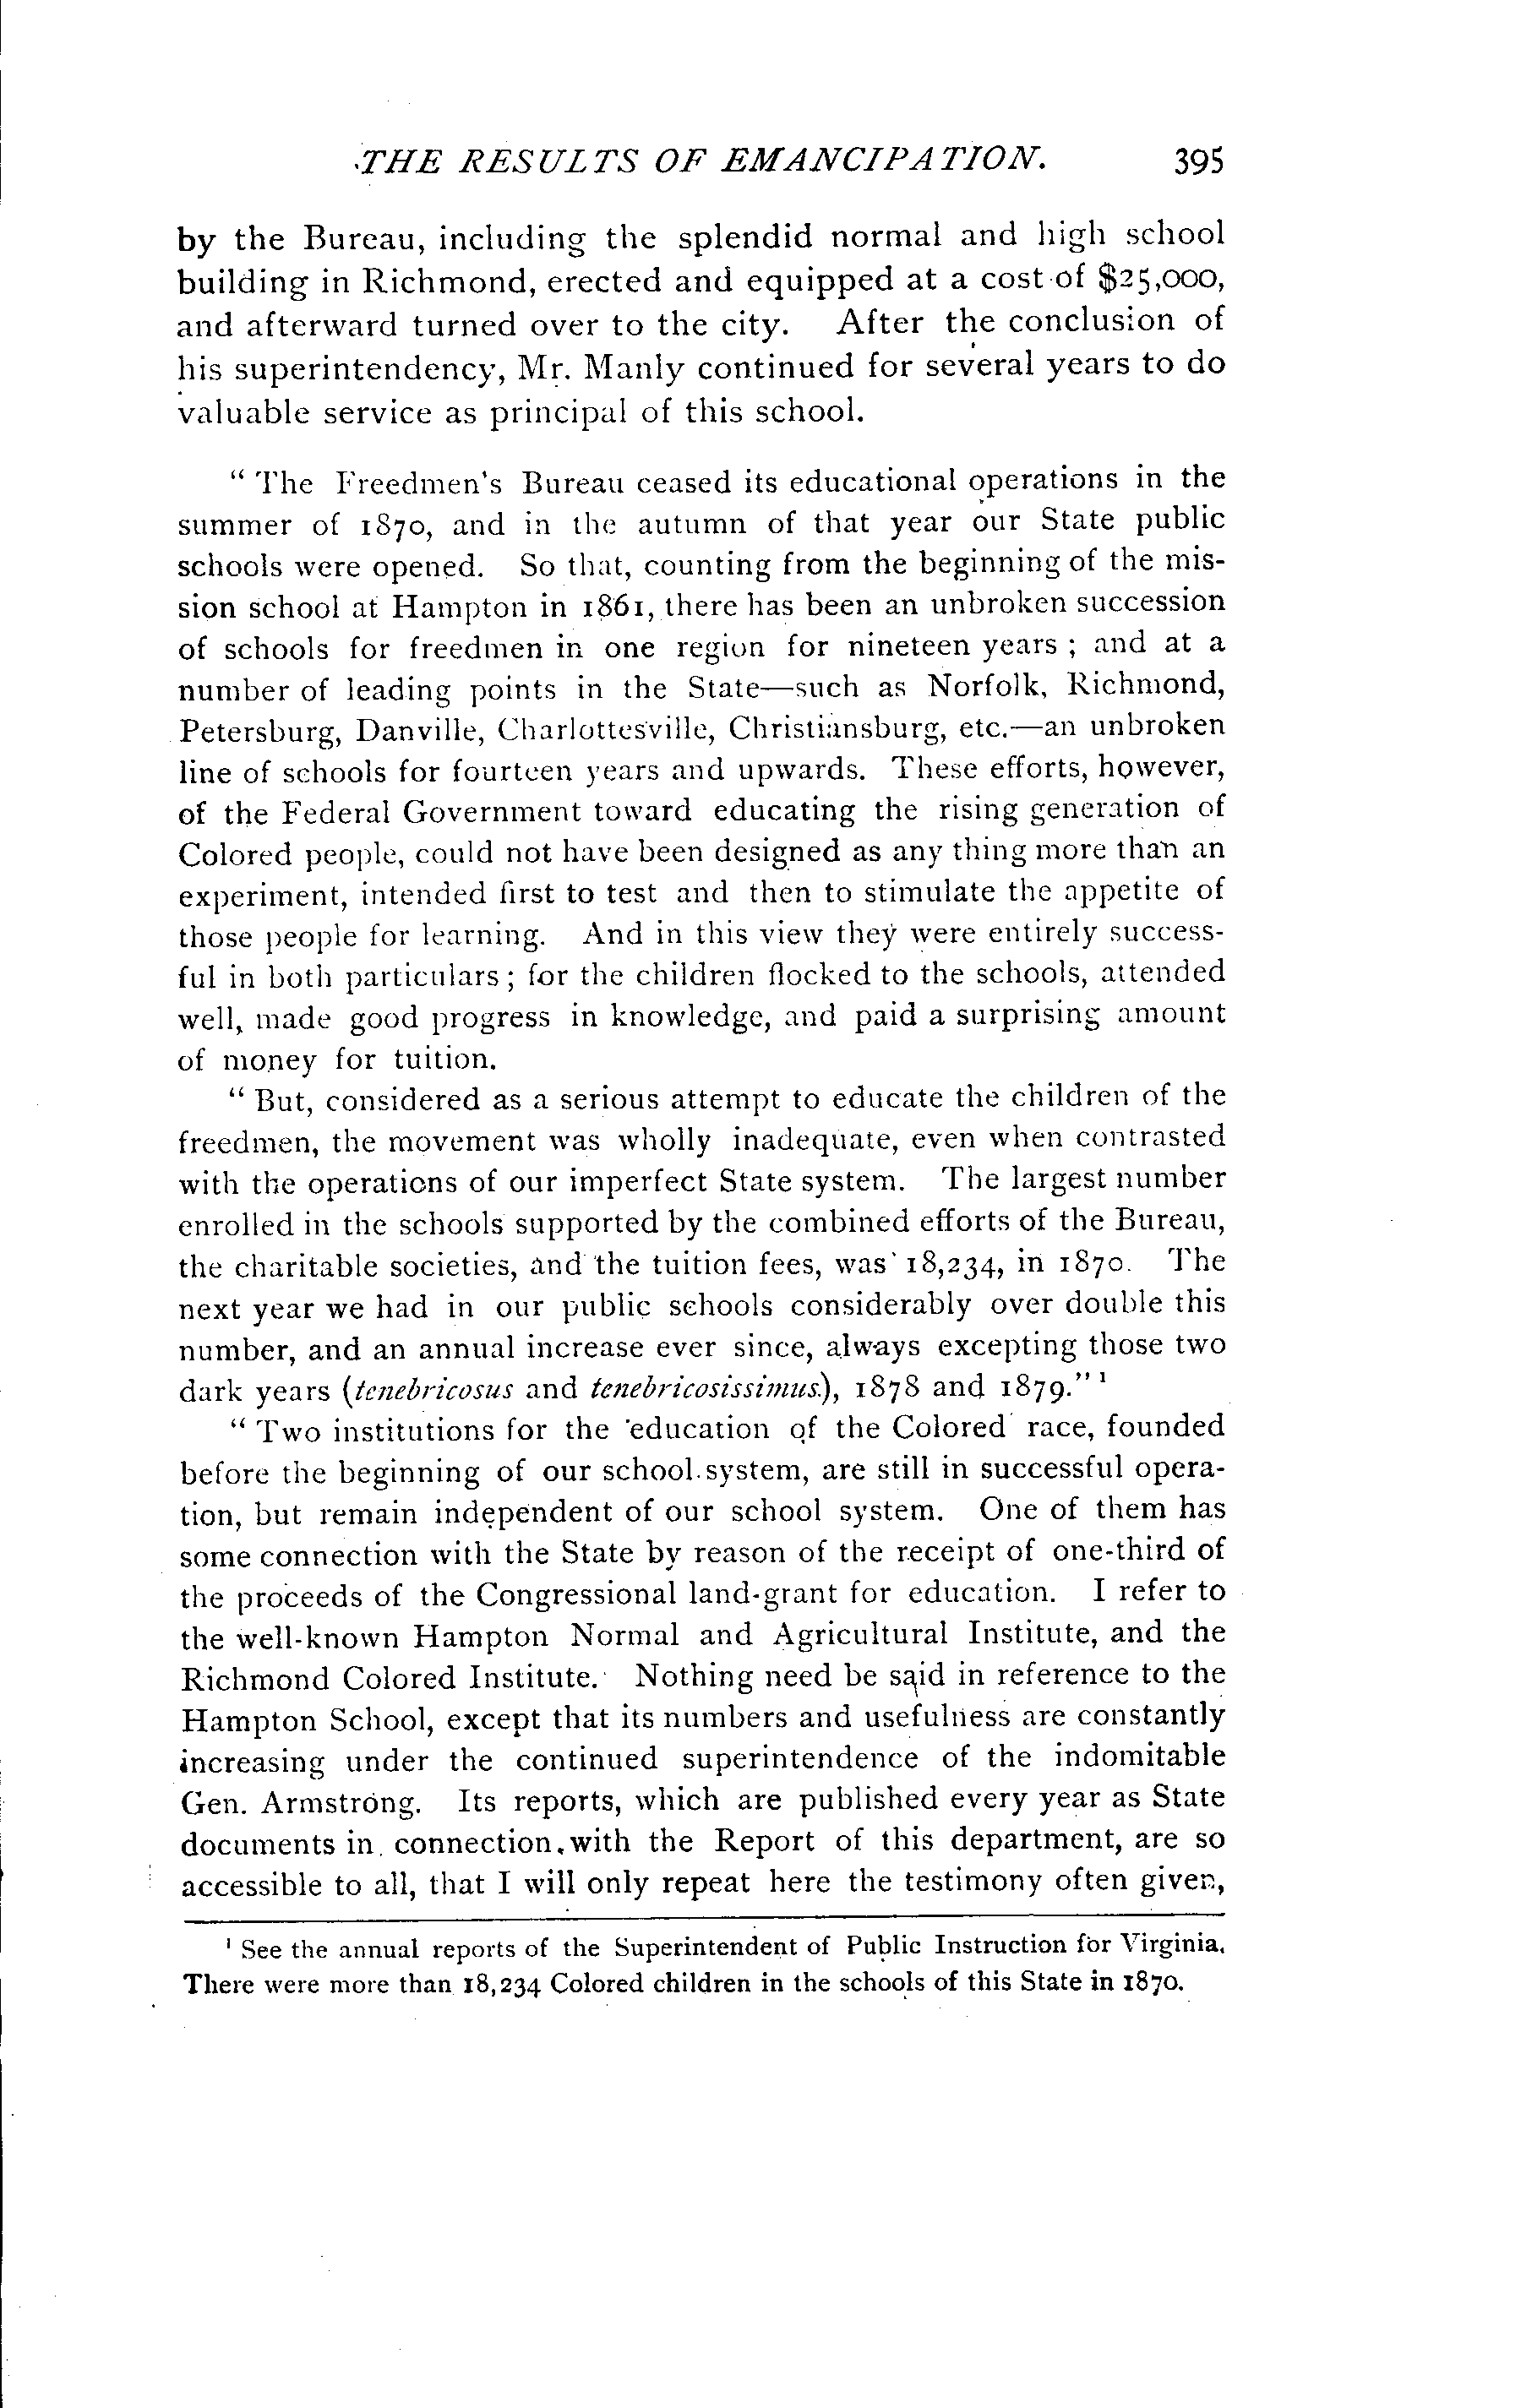 THE RESULTS OF EMANCIPATION. 395
by the Bureau, including the splendid normal and high school
building in Richmond, erected and equipped at a cost of $25,000,
and afterward turned over to the city. After the conclusion of
his superintendency, Mr. Manly continued for several years to do
valuable service as principal of this school.
" The Freedmen's Bureau ceased its educational operations in the
summer of 1870, and in the autumn of that year our State public
schools were opened. So that, counting from the beginning of the mis-
sion school at Hampton in 1861, there has been an unbroken succession
of schools for freedmen in one region for nineteen years ; and at a
number of leading points in the State—such as Norfolk, Richmond,
Petersburg, Danville, Charlottesville, Christiansburg, etc.—an unbroken
line of schools for fourteen years and upwards. These efforts, however,
of the Federal Government toward educating the rising generation of
Colored people, could not have been designed as any thing more than an
experiment, intended first to test and then to stimulate the appetite of
those people for learning. And in this view they were entirely success-
ful in both particulars ; for the children flocked to the schools, attended
well, made good progress in knowledge, and paid a surprising amount
of money for tuition.
" But, considered as a serious attempt to educate the children of the
freedmen, the movement was wholly inadequate, even when contrasted
with the operations of our imperfect State system. The largest number
enrolled in the schools supported by the combined efforts of the Bureau,
the charitable societies, and the tuition fees, was 18,234, in 1870. The
next year we had in our public schools considerably over double this
number, and an annual increase ever since, always excepting those two
dark years (tenebricosus and tenebricosissimus.), 1878 and 1879." ¹
" Two institutions for the education of the Colored race, founded
before the beginning of our school system, are still in successful opera-
tion, but remain independent of our school system. One of them has
some connection with the State by reason of the receipt of one-third of
the proceeds of the Congressional land-grant for education. I refer to
the well-known Hampton Normal and Agricultural Institute, and the
Richmond Colored Institute. Nothing need be said in reference to the
Hampton School, except that its numbers and usefulness are constantly
increasing under the continued superintendence of the indomitable
Gen. Armstrong. Its reports, which are published every year as State
documents in connection with the Report of this department, are so
accessible to all, that I will only repeat here the testimony often given,
¹ See the annual reports of the Superintendent of Public Instruction for Virginia.
There were more than 18,234 Colored children in the schools of this State in 1870.